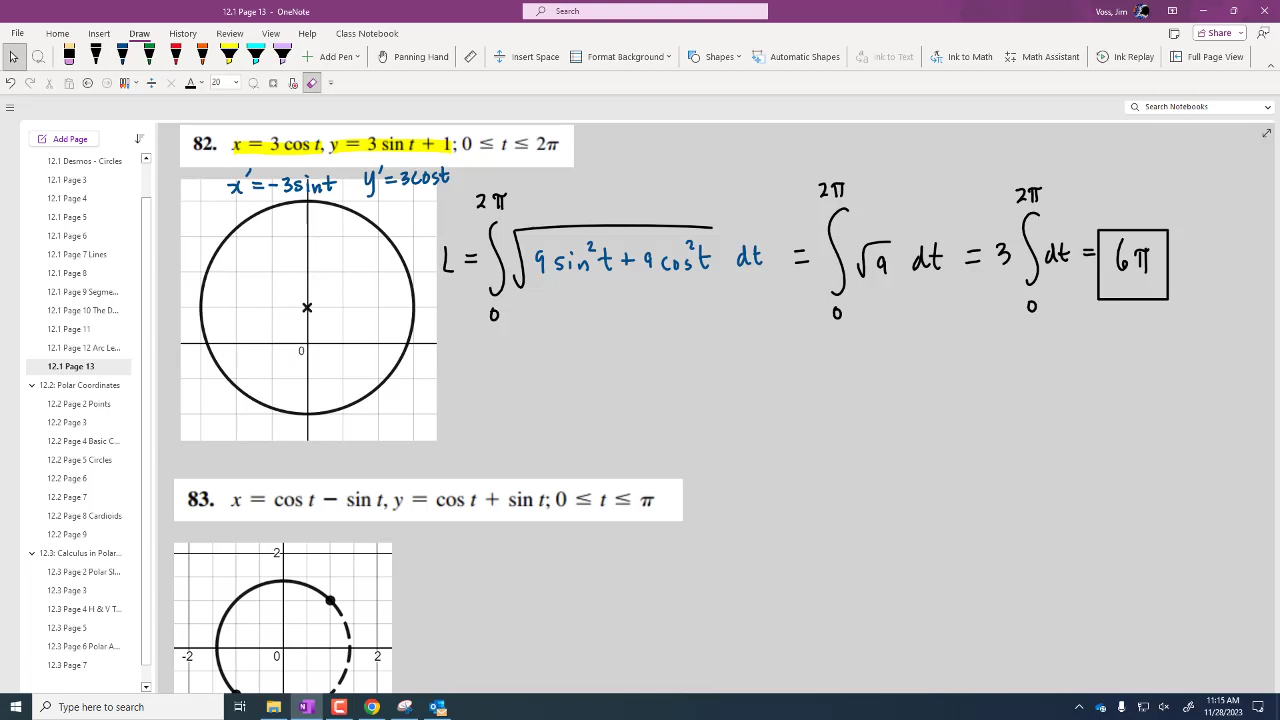 12.1 Page 13 - OneNote
Search
Voss, Jim
File Home Insert Draw History Review View Help Class Notebook
Share
Add Pen Panning Hand Insert Space Format Background Shapes Automatic Shapes Ink to Text Ink to Math Math Assistant Ink Replay Full Page View
20
Search Notebooks
Add Page
12.1 Desmos - Circles
12.1 Page 3
12.1 Page 4
12.1 Page 5
12.1 Page 6
12.1 Page 7 Lines
12.1 Page 8
12.1 Page 9 Segme...
12.1 Page 10 The D...
12.1 Page 11
12.1 Page 12 Arc Le...
12.1 Page 13
12.2: Polar Coordinates
12.2 Page 2 Points
12.2 Page 3
12.2 Page 4 Basic C...
12.2 Page 5 Circles
12.2 Page 6
12.2 Page 7
12.2 Page 8 Cardioids
12.2 Page 9
12.3: Calculus in Polar...
12.3 Page 2 Polar Sl...
12.3 Page 3
12.3 Page 4 H & V T...
12.3 Page 5
12.3 Page 6 Polar A...
12.3 Page 7
82. x = 3 cos t, y = 3 sin t + 1; 0 ≤ t ≤ 2π
x' = -3sint y' = 3cost
L = ∫₀^2π √(9 sin²t + 9 cos²t) dt = ∫₀^2π √9 dt = 3 ∫₀^2π dt = 6π
0
83. x = cos t − sin t, y = cos t + sin t; 0 ≤ t ≤ π
2
-2 0 2
Type here to search
11:15 AM
11/28/2023